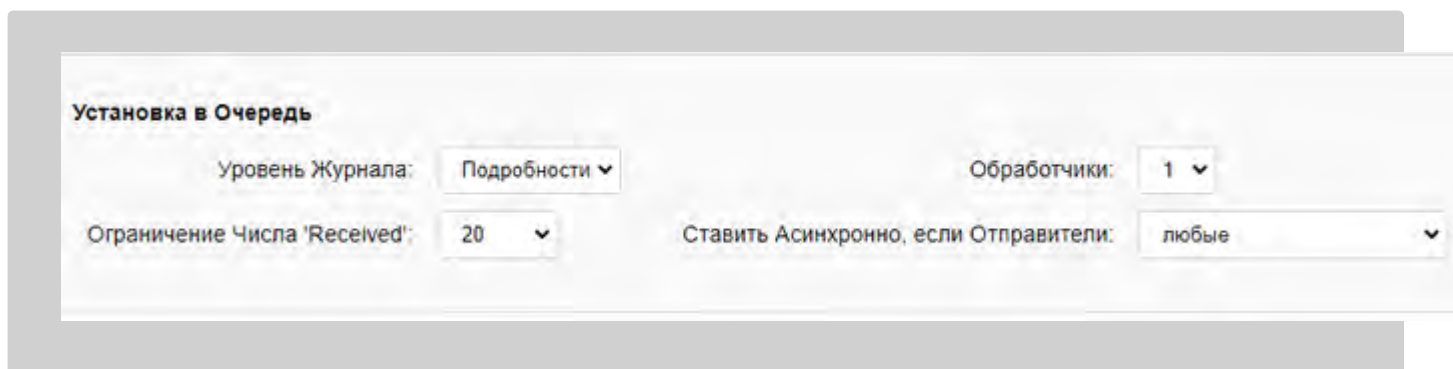 Установка в Очередь
Уровень Журнала: Подробности Обработчики: 1
Ограничение Числа 'Received': 20 Ставить Асинхронно, если Отправители: любые